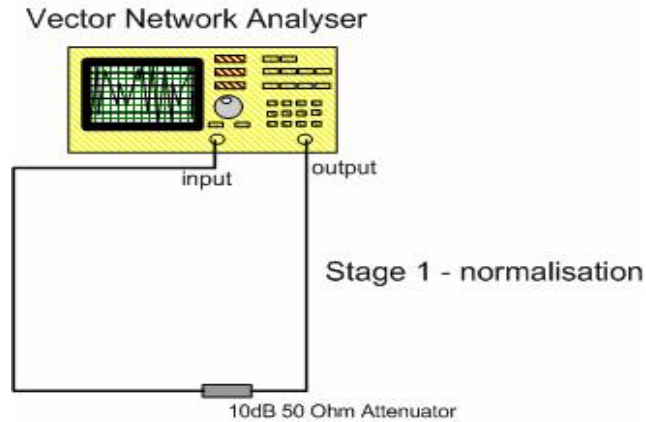 Vector Network Analyser
input
output
Stage 1 - normalisation
10dB 50 Ohm Attenuator